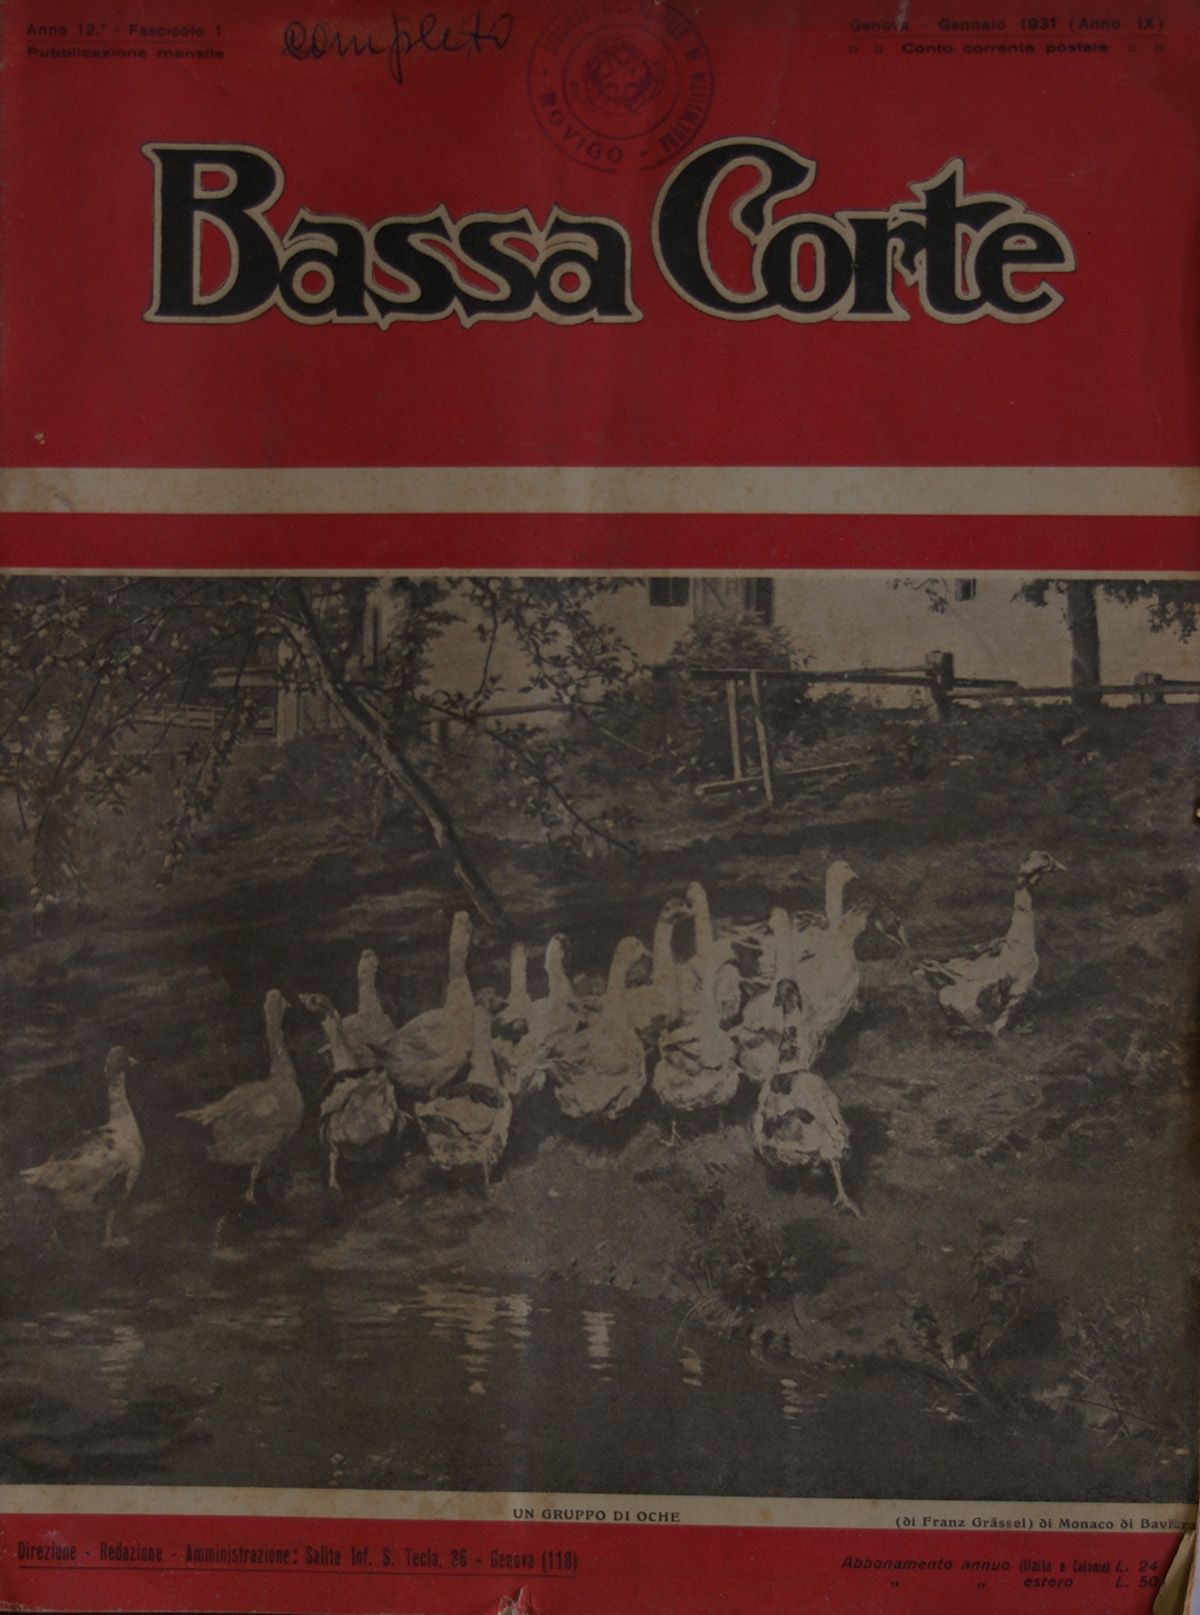 Anno 12.° - Fascicolo 1
Pubblicazione mensile
completo
Genova - Gennaio 1931 (Anno IX)
Conto corrente postale
ROVIGO
Bassa Corte
UN GRUPPO DI OCHE
(di Franz Grässel) di Monaco di Baviera
Direzione - Redazione - Amministrazione: Salita Inf. S. Tecla, 26 - Genova (118)
Abbonamento annuo (Italia e Colonie) L. 24
„ „ estero L. 50